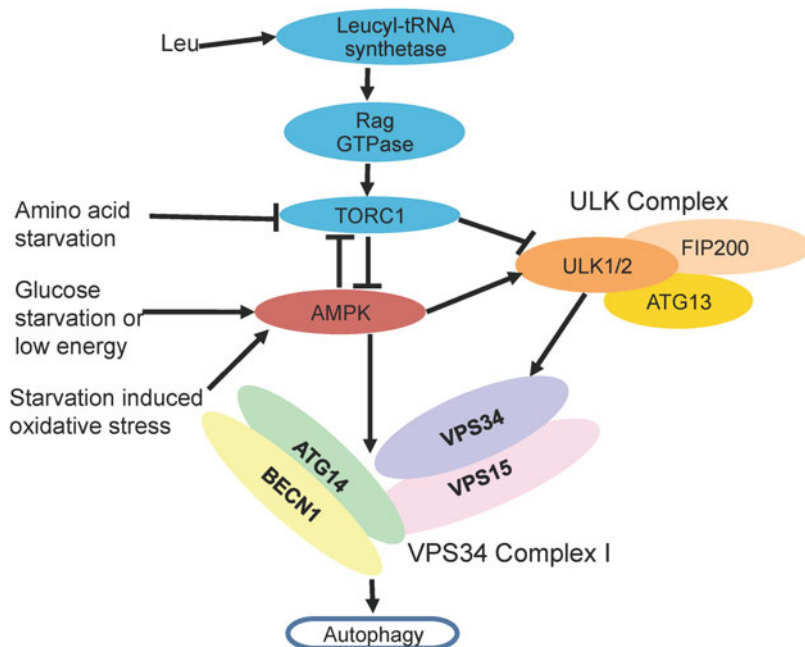 Leu
Leucyl-tRNA
synthetase
Rag
GTPase
Amino acid
starvation
TORC1
ULK Complex
FIP200
ULK1/2
ATG13
Glucose
starvation or
low energy
AMPK
Starvation induced
oxidative stress
ATG14
BECN1
VPS34
VPS15
VPS34 Complex I
Autophagy